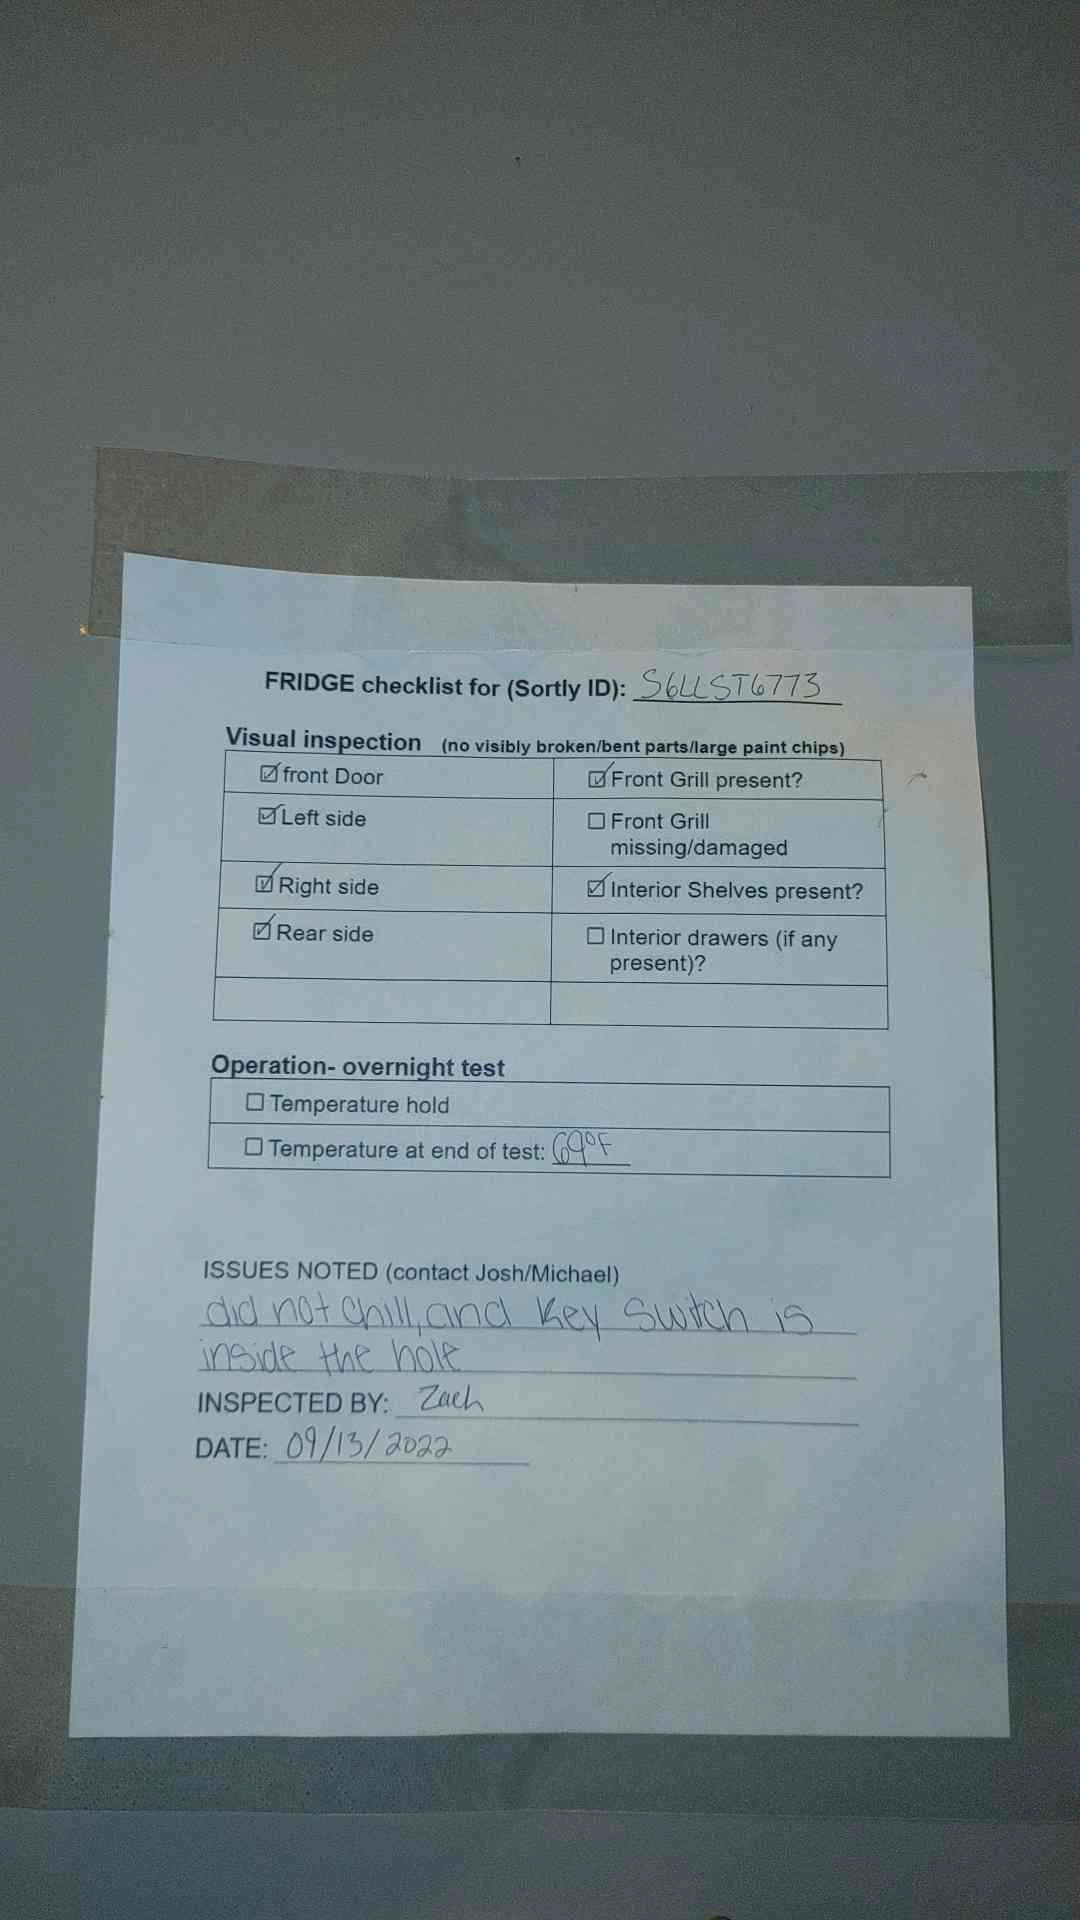 FRIDGE checklist for (Sortly ID): S6LLST6773
Visual inspection (no visibly broken/bent parts/large paint chips)
☑ front Door
☑ Front Grill present?
☑ Left side
☐ Front Grill
missing/damaged
☑ Right side
☑ Interior Shelves present?
☑ Rear side
☐ Interior drawers (if any
present)?
Operation- overnight test
☐ Temperature hold
☐ Temperature at end of test: 69°F
ISSUES NOTED (contact Josh/Michael)
did not chill, and key switch is
inside the hole
INSPECTED BY: Zach
DATE: 09/13/2022